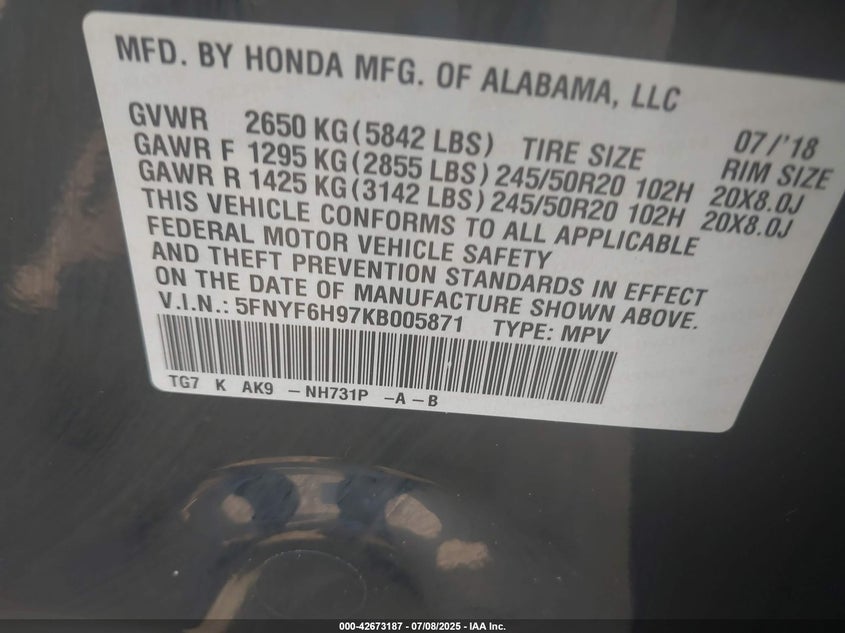 MFD. BY HONDA MFG. OF ALABAMA, LLC
07/'18
GVWR 2650 KG (5842 LBS) TIRE SIZE RIM SIZE
GAWR F 1295 KG (2855 LBS) 245/50R20 102H 20X8.0J
GAWR R 1425 KG (3142 LBS) 245/50R20 102H 20X8.0J
THIS VEHICLE CONFORMS TO ALL APPLICABLE
FEDERAL MOTOR VEHICLE SAFETY
AND THEFT PREVENTION STANDARDS IN EFFECT
ON THE DATE OF MANUFACTURE SHOWN ABOVE.
V.I.N.: 5FNYF6H97KB005871 TYPE: MPV
TG7 K AK9 -NH731P -A-B
000-42673187 - 07/08/2025 - IAA Inc.